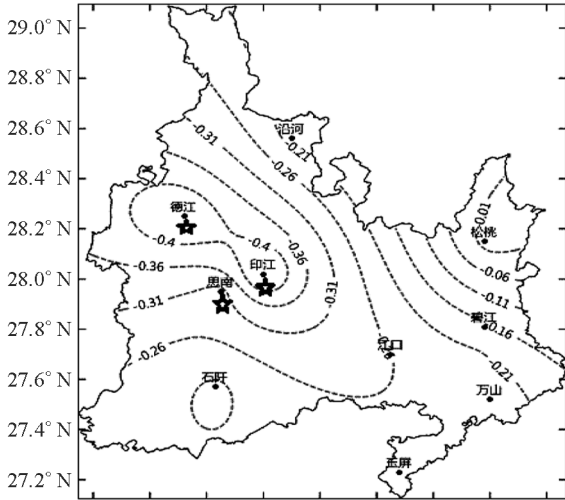 29.0° N
28.8° N
28.6° N
28.4° N
28.2° N
28.0° N
27.8° N
27.6° N
27.4° N
27.2° N
沿河
-0.21
-0.31
-0.26
-0.01
德江
松桃
-0.4
-0.4
-0.36
-0.36
印江
-0.06
思南
-0.31
-0.31
-0.11
碧江
-0.16
-0.26
江口
-0.21
石阡
万山
玉屏